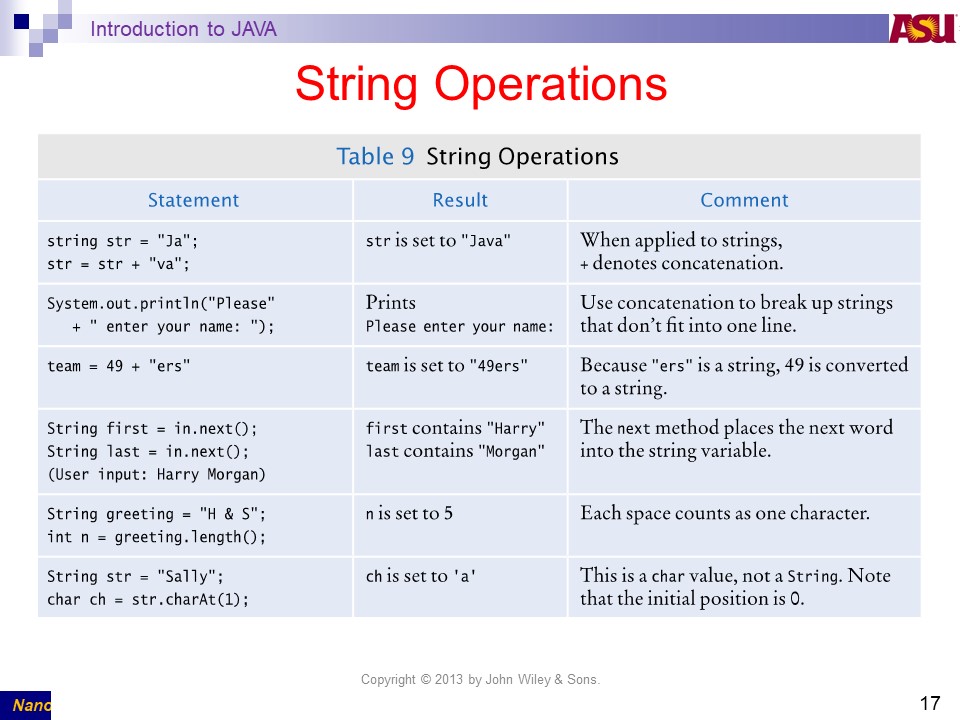 Introduction to JAVA
ASU
String Operations
Table 9 String Operations
Statement
Result
Comment
string str = "Ja";
str = str + "va";
str is set to "Java"
When applied to strings,
+ denotes concatenation.
System.out.println("Please"
+ " enter your name: ");
Prints
Please enter your name:
Use concatenation to break up strings
that don't fit into one line.
team = 49 + "ers"
team is set to "49ers"
Because "ers" is a string, 49 is converted
to a string.
String first = in.next();
String last = in.next();
(User input: Harry Morgan)
first contains "Harry"
last contains "Morgan"
The next method places the next word
into the string variable.
String greeting = "H & S";
int n = greeting.length();
n is set to 5
Each space counts as one character.
String str = "Sally";
char ch = str.charAt(1);
ch is set to 'a'
This is a char value, not a String. Note
that the initial position is 0.
Copyright © 2013 by John Wiley & Sons.
Nano
17